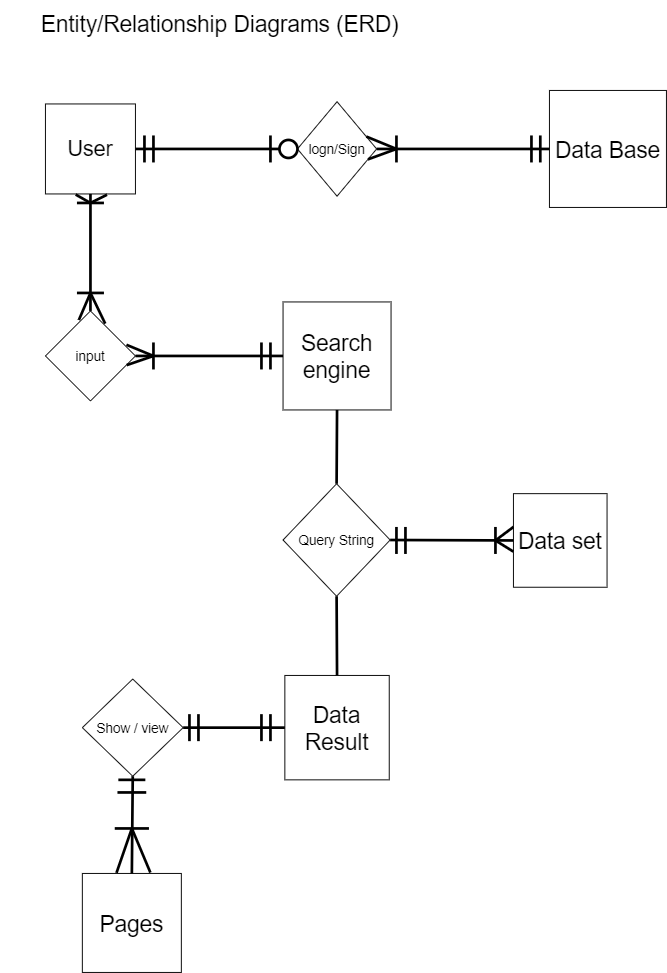 Entity/Relationship Diagrams (ERD)
User
logn/Sign
Data Base
Search
engine
input
Query String
Data set
Data
Result
Show / view
Pages